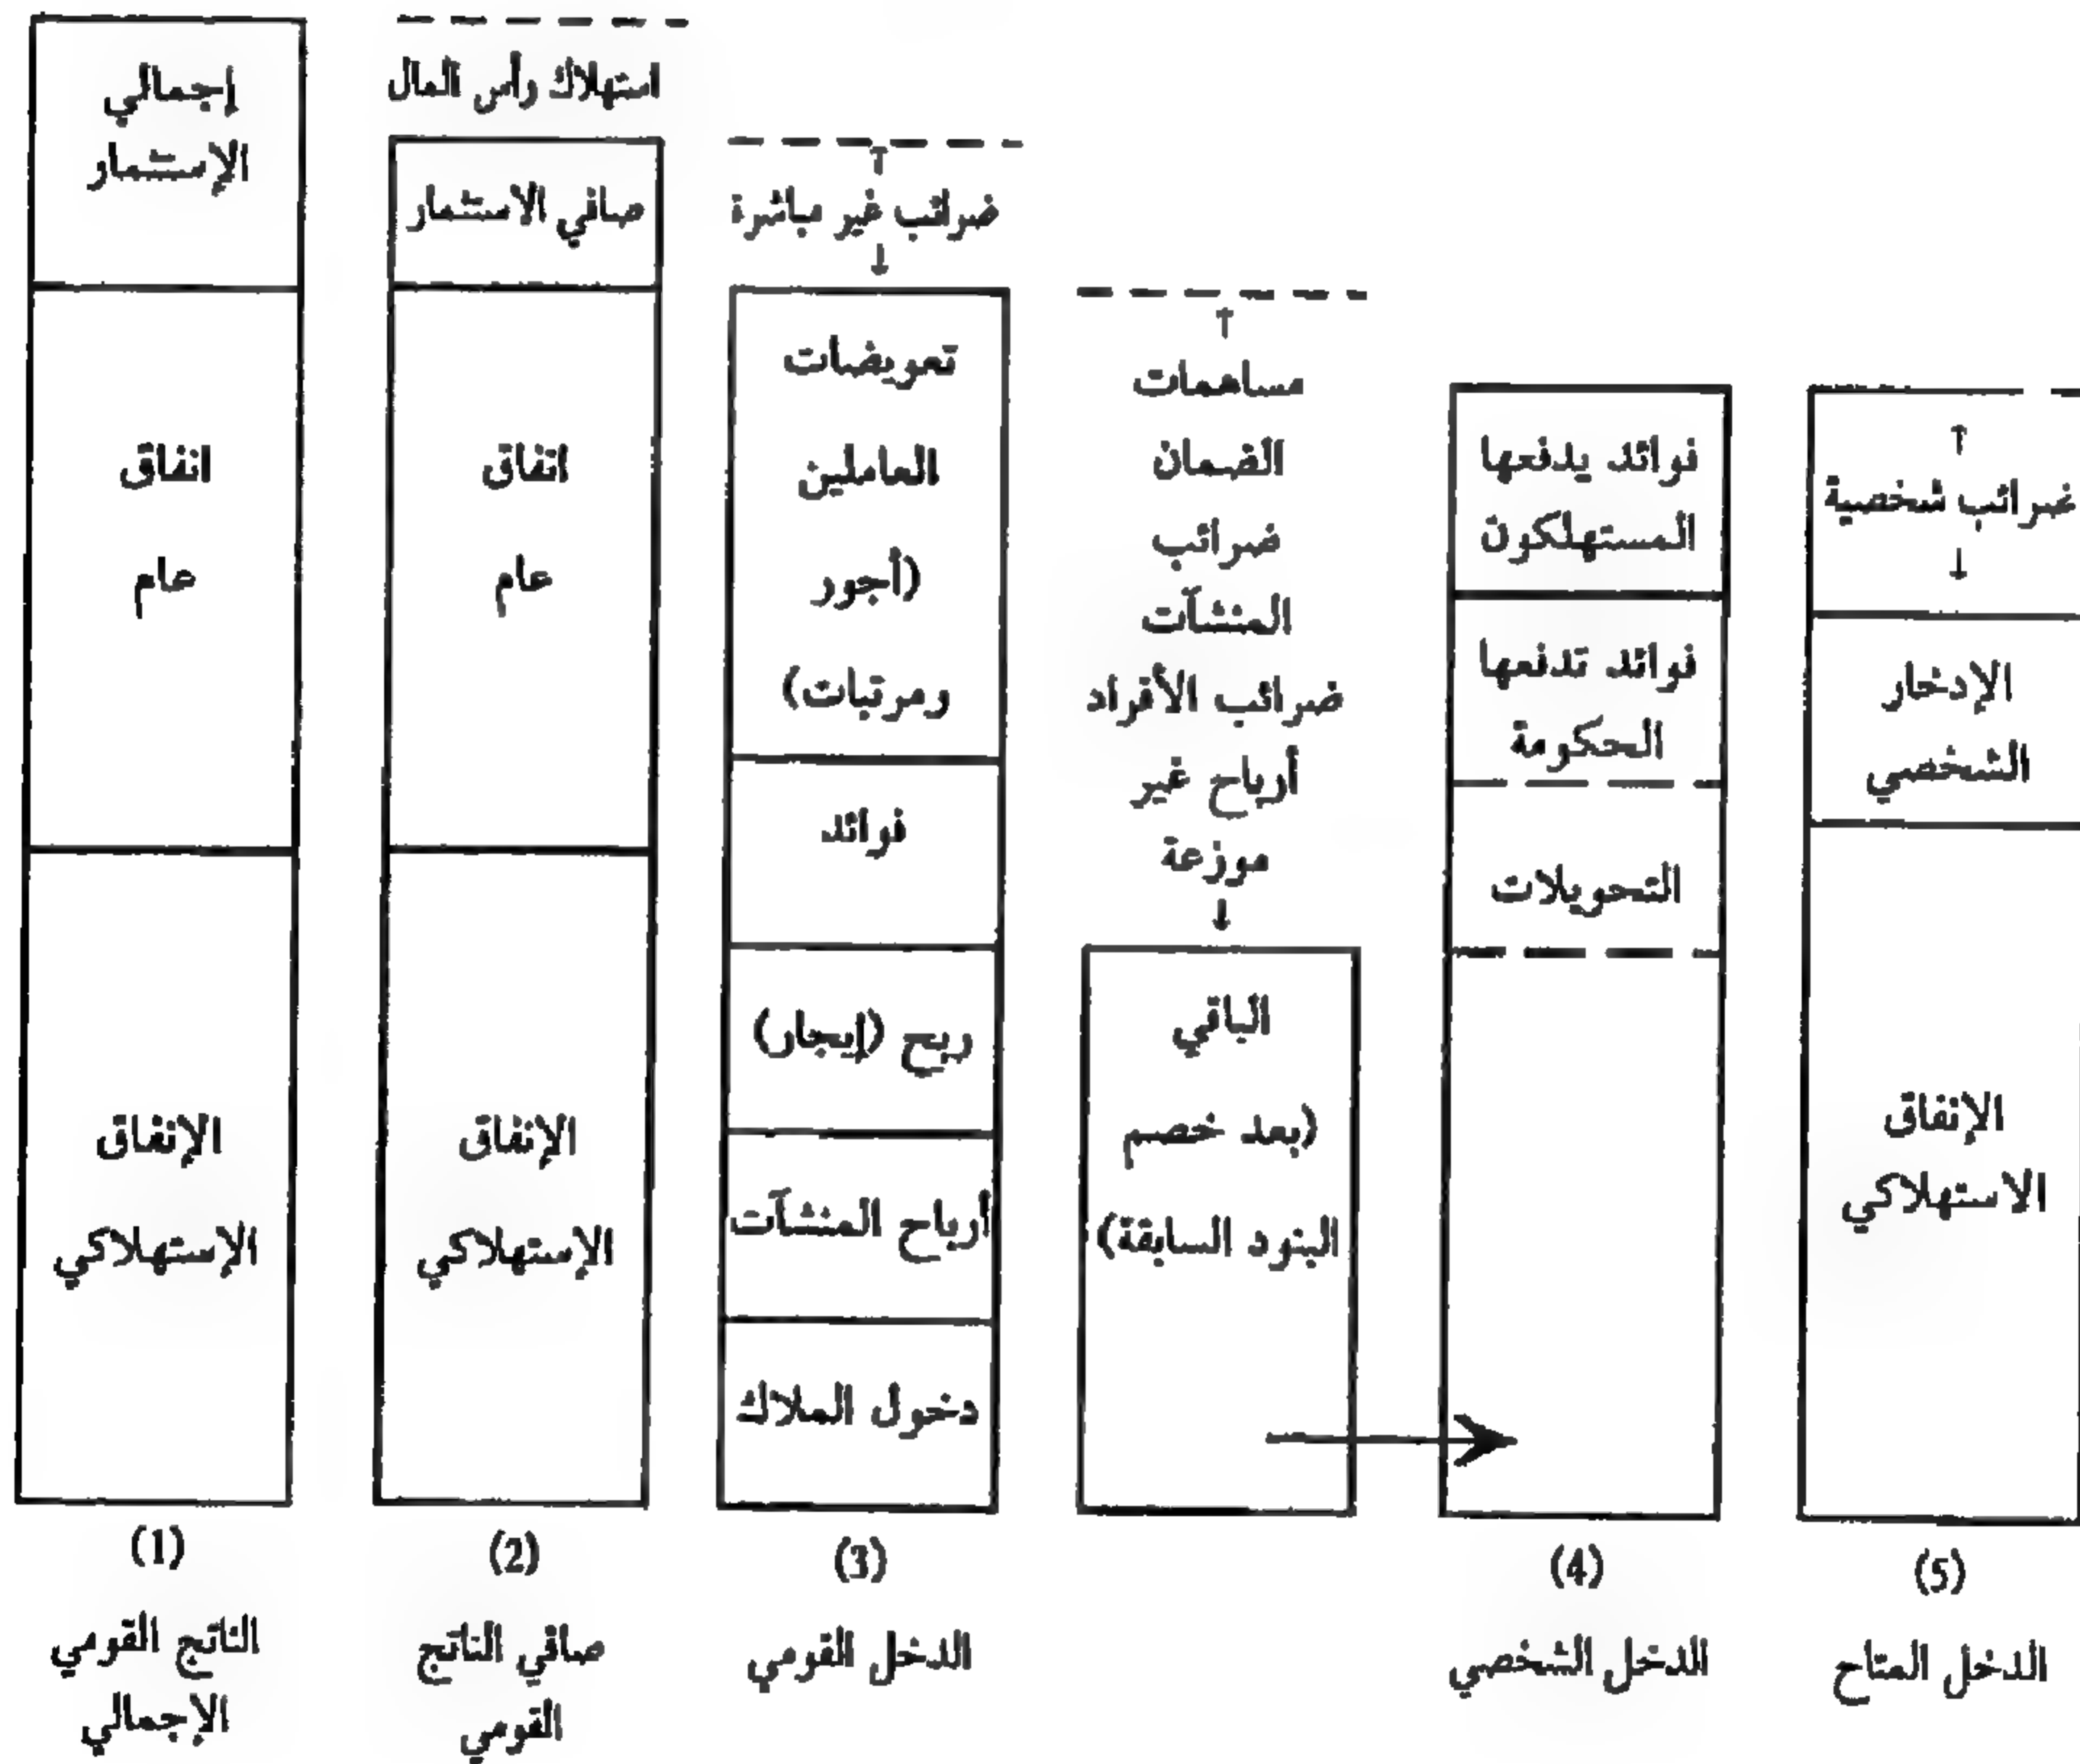 إجمالي
الإستثمار
انفاق
عام
الإنفاق
الإستهلاكي
(1)
الناتج القومي
الإجمالي
استهلاك رأس المال
صافي الاستثمار
انفاق
عام
الإنفاق
الإستهلاكي
(2)
صافي الناتج
القومي
ضرائب غير مباشرة
تعويضات
العاملين
(أجور
ومرتبات)
فوائد
ريع (إيجار)
أرباح المنشآت
دخول الملاك
(3)
الدخل القومي
مساهمات
الضمان
ضرائب
المنشآت
ضرائب الأفراد
أرباح غير
موزعة
الباقي
(بعد خصم
البنود السابقة)
فوائد يدفعها
المستهلكون
فوائد تدفعها
الحكومة
التحويلات
(4)
الدخل الشخصي
ضرائب شخصية
الإدخار
الشخصي
الإنفاق
الاستهلاكي
(5)
الدخل المتاح